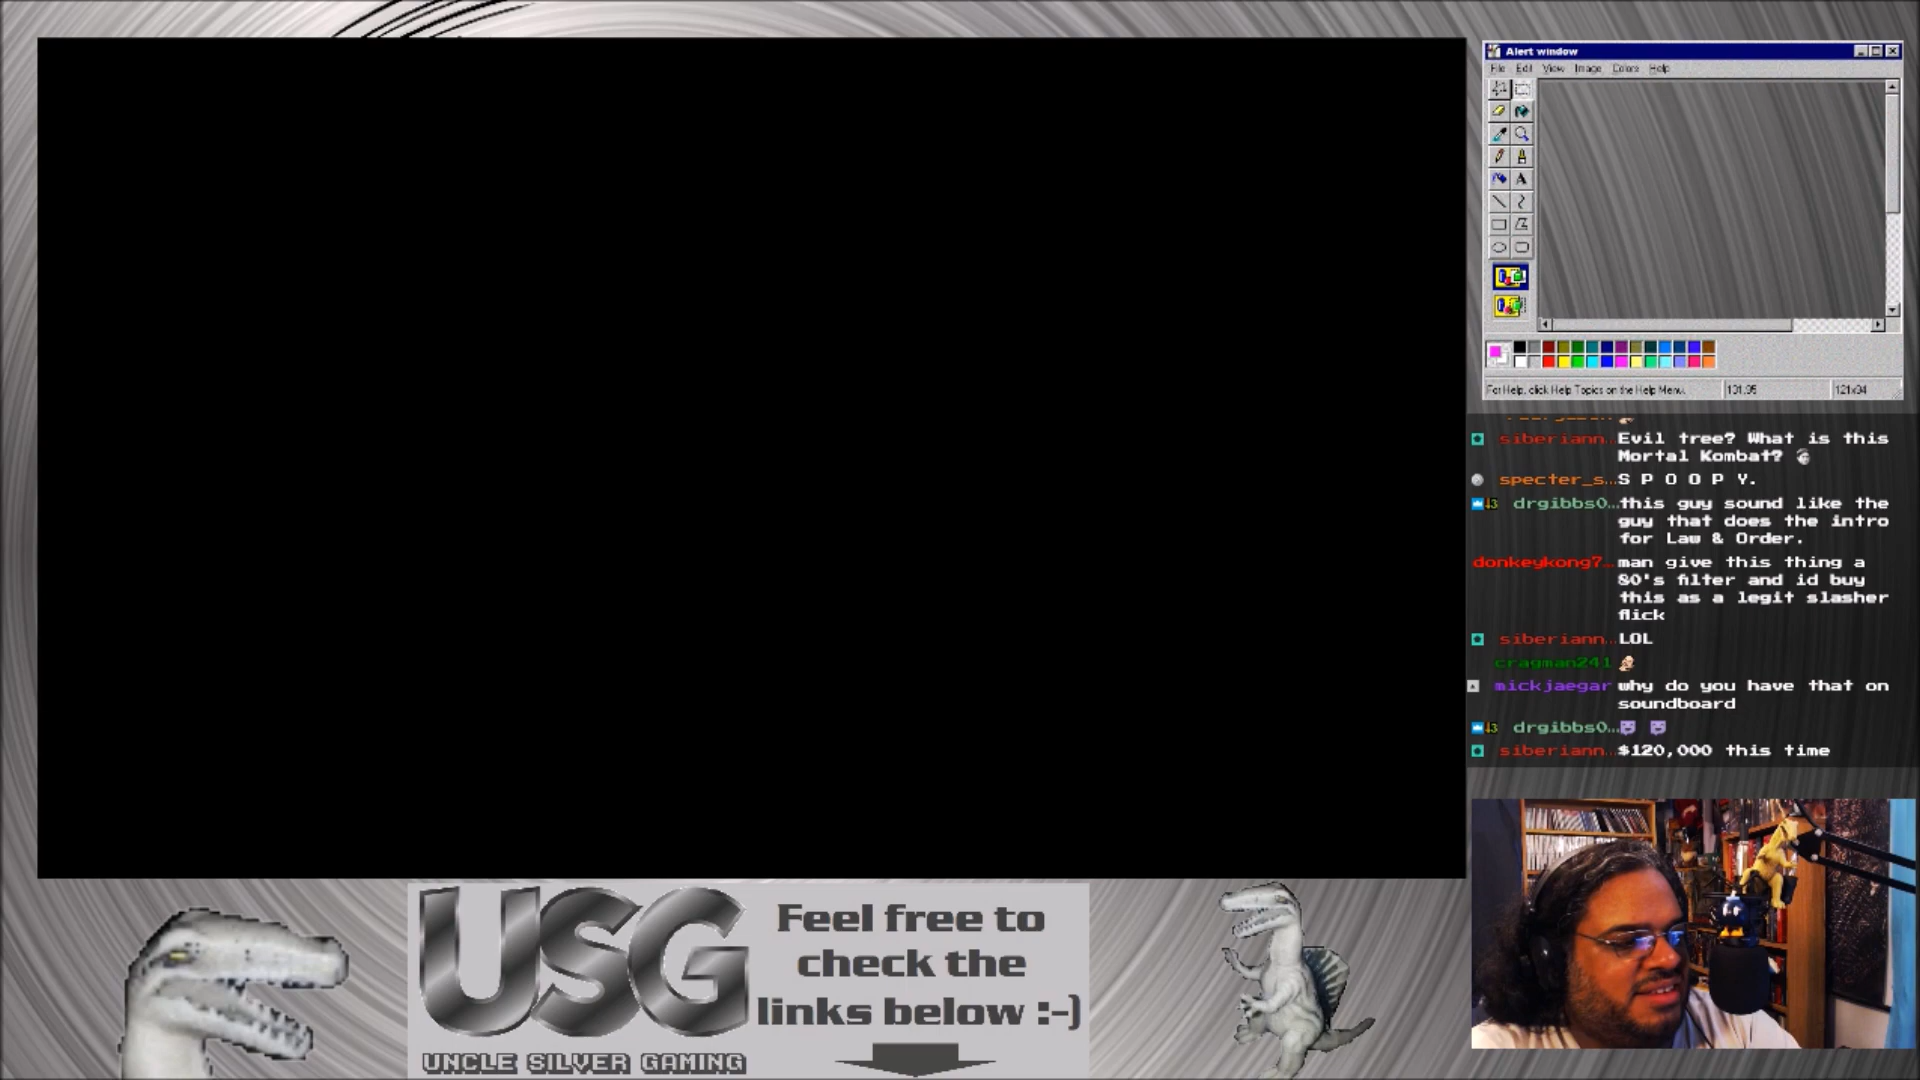 Alert window
File Edit View Image Colors Help
For Help, click Help Topics on the Help Menu.
121x94
siberiann... Evil tree? What is this
Mortal Kombat?
specter_s... S P O O P Y.
drgibbs0... this guy sound like the
guy that does the intro
for Law & Order.
donkeykong7... man give this thing a
80's filter and id buy
this as a legit slasher
flick
siberiann... LOL
cragman241
mickjaegar why do you have that on
soundboard
drgibbs0...
siberiann... $120,000 this time
USG
UNCLE SILVER GAMING
Feel free to
check the
links below :-)